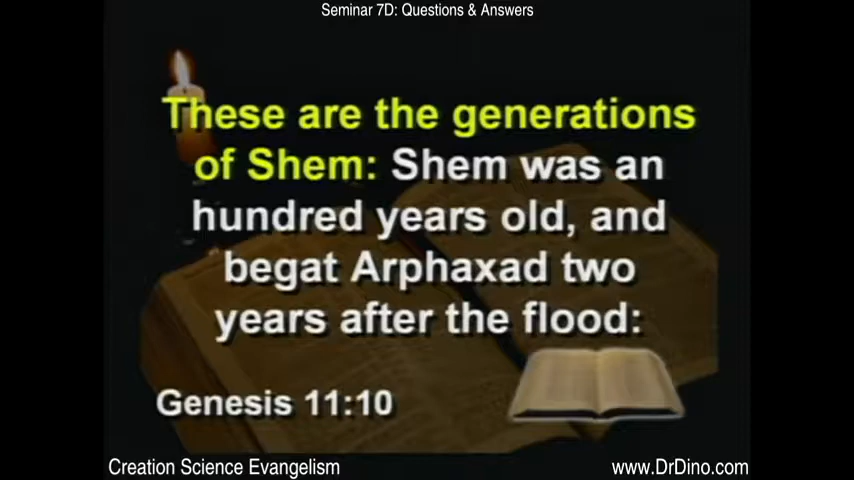 Seminar 7D: Questions & Answers
These are the generations
of Shem: Shem was an
hundred years old, and
begat Arphaxad two
years after the flood:
Genesis 11:10
Creation Science Evangelism www.DrDino.com